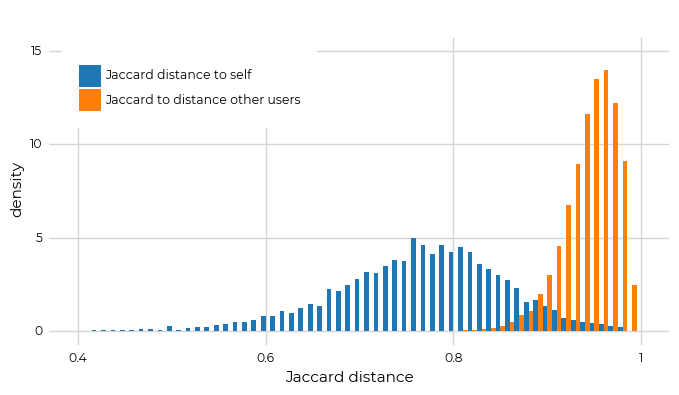 15
Jaccard distance to self
Jaccard to distance other users
10
density
5
0
0.4
0.6
0.8
1
Jaccard distance